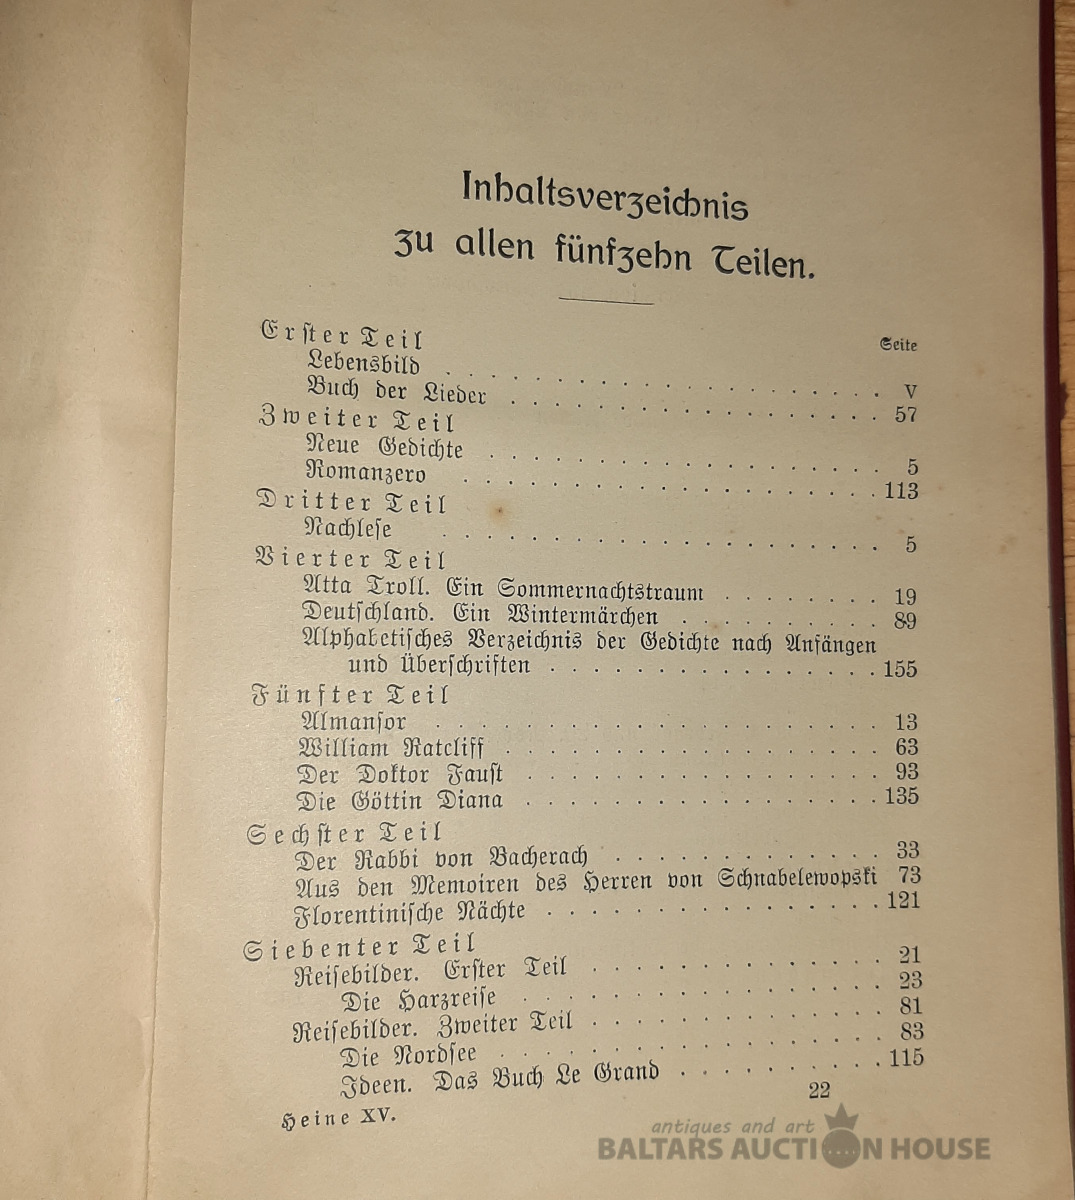 Inhaltsverzeichnis
zu allen fünfzehn Teilen.
Erſter Teil Seite
Lebensbild . . . . . . . . . . . . . . . . . . . . V
Buch der Lieder . . . . . . . . . . . . . . . . . 57
Zweiter Teil
Neue Gedichte . . . . . . . . . . . . . . . . . . 5
Romanzero . . . . . . . . . . . . . . . . . . . 113
Dritter Teil
Nachleſe . . . . . . . . . . . . . . . . . . . . 5
Vierter Teil
Atta Troll. Ein Sommernachtstraum . . . . . . . . 19
Deutſchland. Ein Wintermärchen . . . . . . . . . 89
Alphabetiſches Verzeichnis der Gedichte nach Anfängen
und Überſchriften . . . . . . . . . . . . . . . 155
Fünfter Teil
Almanſor . . . . . . . . . . . . . . . . . . . . 13
William Ratcliff . . . . . . . . . . . . . . . . . 63
Der Doktor Fauſt . . . . . . . . . . . . . . . . 93
Die Göttin Diana . . . . . . . . . . . . . . . . 135
Sechſter Teil
Der Rabbi von Bacherach . . . . . . . . . . . . 33
Aus den Memoiren des Herren von Schnabelewopski 73
Florentiniſche Nächte . . . . . . . . . . . . . . . 121
Siebenter Teil
Reiſebilder. Erſter Teil . . . . . . . . . . . . . . 21
Die Harzreiſe . . . . . . . . . . . . . . . . . 23
Reiſebilder. Zweiter Teil . . . . . . . . . . . . . 81
Die Nordſee . . . . . . . . . . . . . . . . . . 83
Ideen. Das Buch Le Grand . . . . . . . . . . 115
Heine XV. 22
antiques and art
BALTARS AUCTION HOUSE